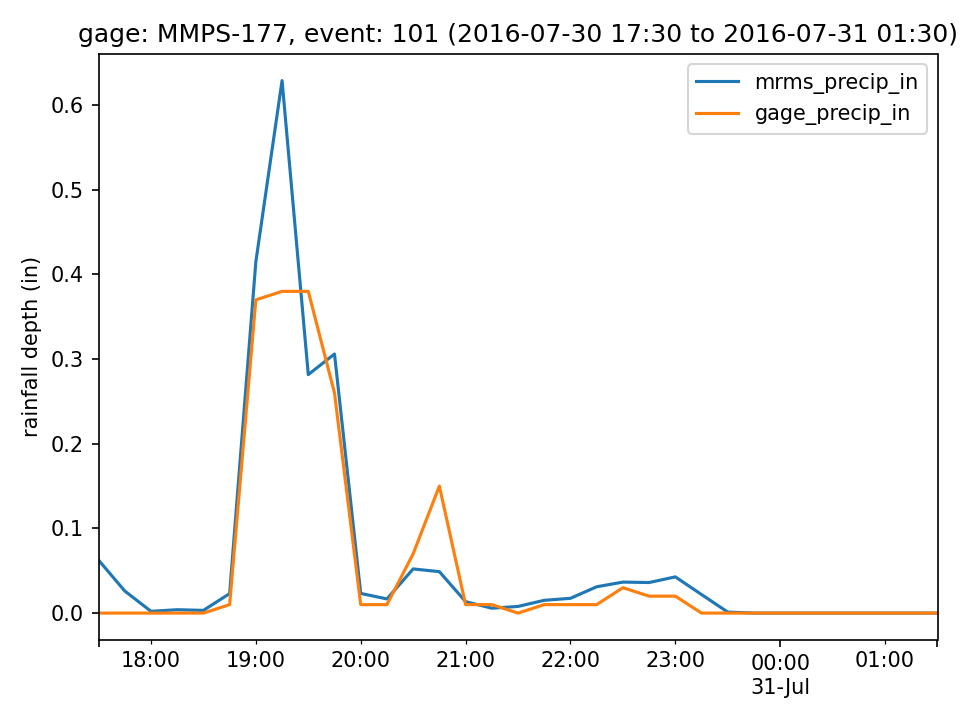 gage: MMPS-177, event: 101 (2016-07-30 17:30 to 2016-07-31 01:30)
mrms_precip_in
gage_precip_in
rainfall depth (in)
0.6
0.5
0.4
0.3
0.2
0.1
0.0
18:00 19:00 20:00 21:00 22:00 23:00 00:00 01:00
31-Jul